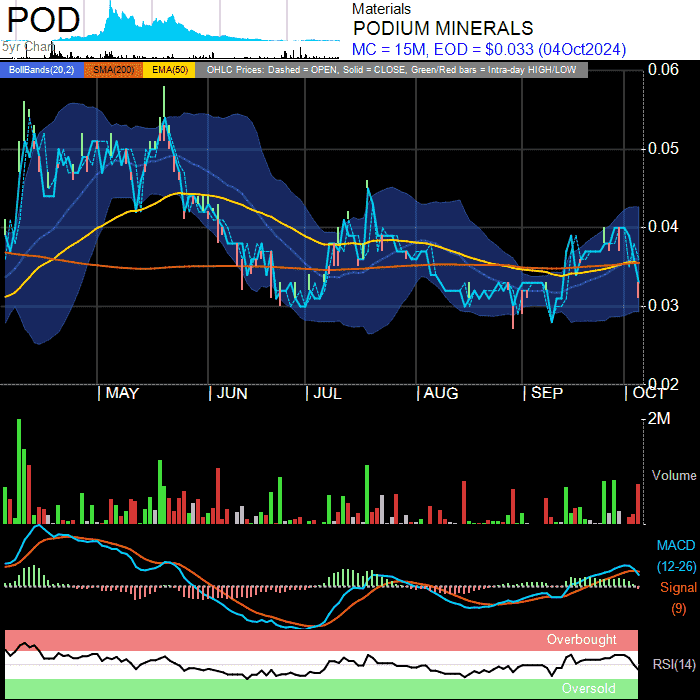 POD
5yr Chart
Materials
PODIUM MINERALS
MC = 15M, EOD = $0.033 (04Oct2024)
BollBands(20,2) SMA(200) EMA(50) OHLC Prices: Dashed = OPEN, Solid = CLOSE, Green/Red bars = Intra-day HIGH/LOW
0.06
0.05
0.04
0.03
0.02
MAY JUN JUL AUG SEP OCT
2M
Volume
MACD
(12-26)
Signal
(9)
Overbought
RSI(14)
Oversold